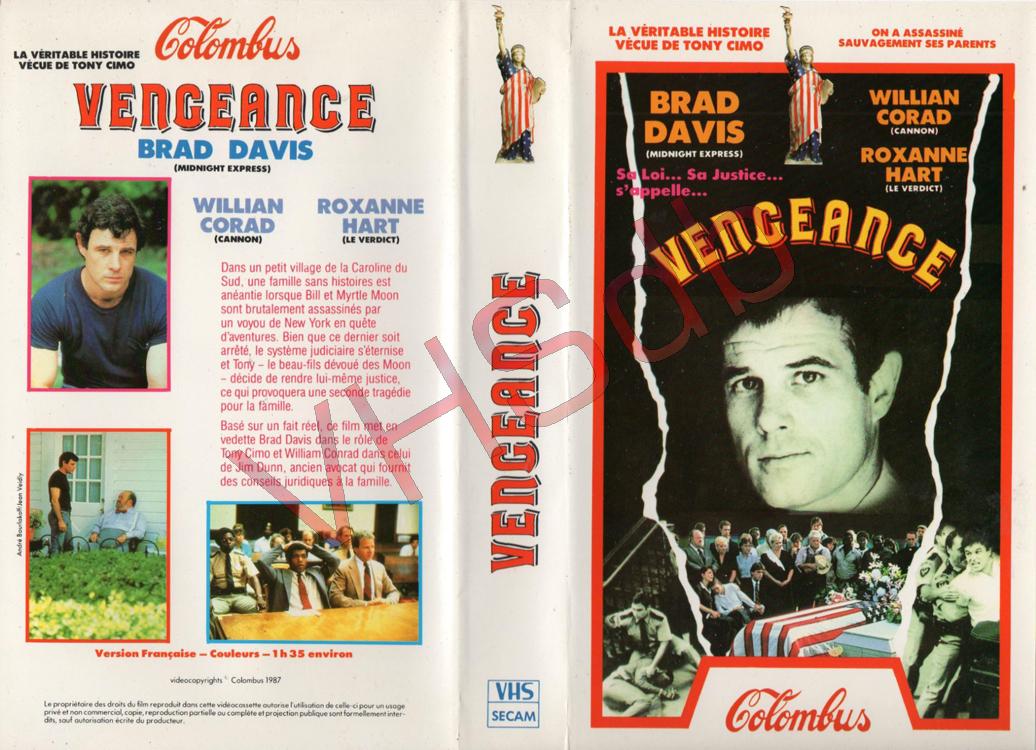 Colombus
LA VÉRITABLE HISTOIRE
VÉCUE DE TONY CIMO
VENGEANCE
BRAD DAVIS
(MIDNIGHT EXPRESS)
WILLIAN
CORAD
(CANNON)
ROXANNE
HART
(LE VERDICT)
Dans un petit village de la Caroline du
Sud, une famille sans histoires est
anéantie lorsque Bill et Myrtle Moon
sont brutalement assassinés par
un voyou de New York en quête
d'aventures. Bien que ce dernier soit
arrêté, le système judiciaire s'éternise
et Tony – le beau-fils dévoué des Moon
– décide de rendre lui-même justice,
ce qui provoquera une seconde tragédie
pour la famille.
Basé sur un fait réel, ce film met en
vedette Brad Davis dans le rôle de
Tony Cimo et William Conrad dans celui
de Jim Dunn, ancien avocat qui fournit
des conseils juridiques à la famille.
Version Française – Couleurs – 1 h 35 environ
videocopyrights © Colombus 1987
Le propriétaire des droits du film reproduit dans cette vidéocassette autorise l'utilisation de celle-ci pour un usage
privé et non commercial, copie, reproduction partielle ou complète et projection publique sont formellement inter-
dits, sauf autorisation écrite du producteur.
VENGEANCE
VHS
SECAM
LA VÉRITABLE HISTOIRE
VÉCUE DE TONY CIMO
ON A ASSASSINÉ
SAUVAGEMENT SES PARENTS
BRAD
DAVIS
(MIDNIGHT EXPRESS)
WILLIAN
CORAD
(CANNON)
ROXANNE
HART
(LE VERDICT)
Sa Loi... Sa Justice...
s'appelle...
VENGEANCE
Colombus
VHSdb